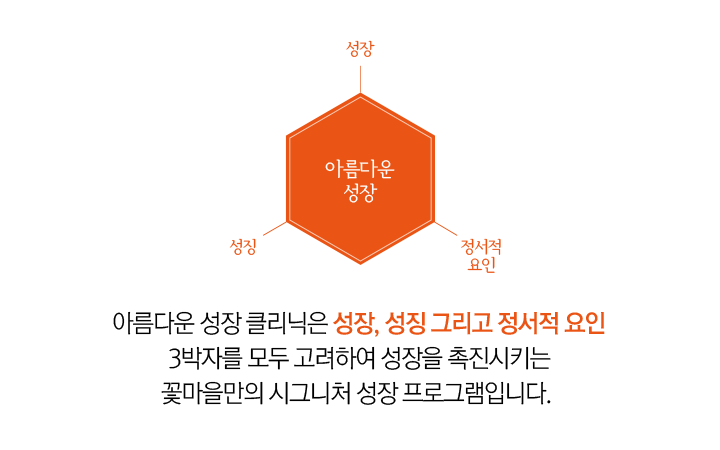 성장
아름다운
성장
성징
정서적
요인
아름다운 성장 클리닉은 성장, 성징 그리고 정서적 요인
3박자를 모두 고려하여 성장을 촉진시키는
꽃마을만의 시그니처 성장 프로그램입니다.